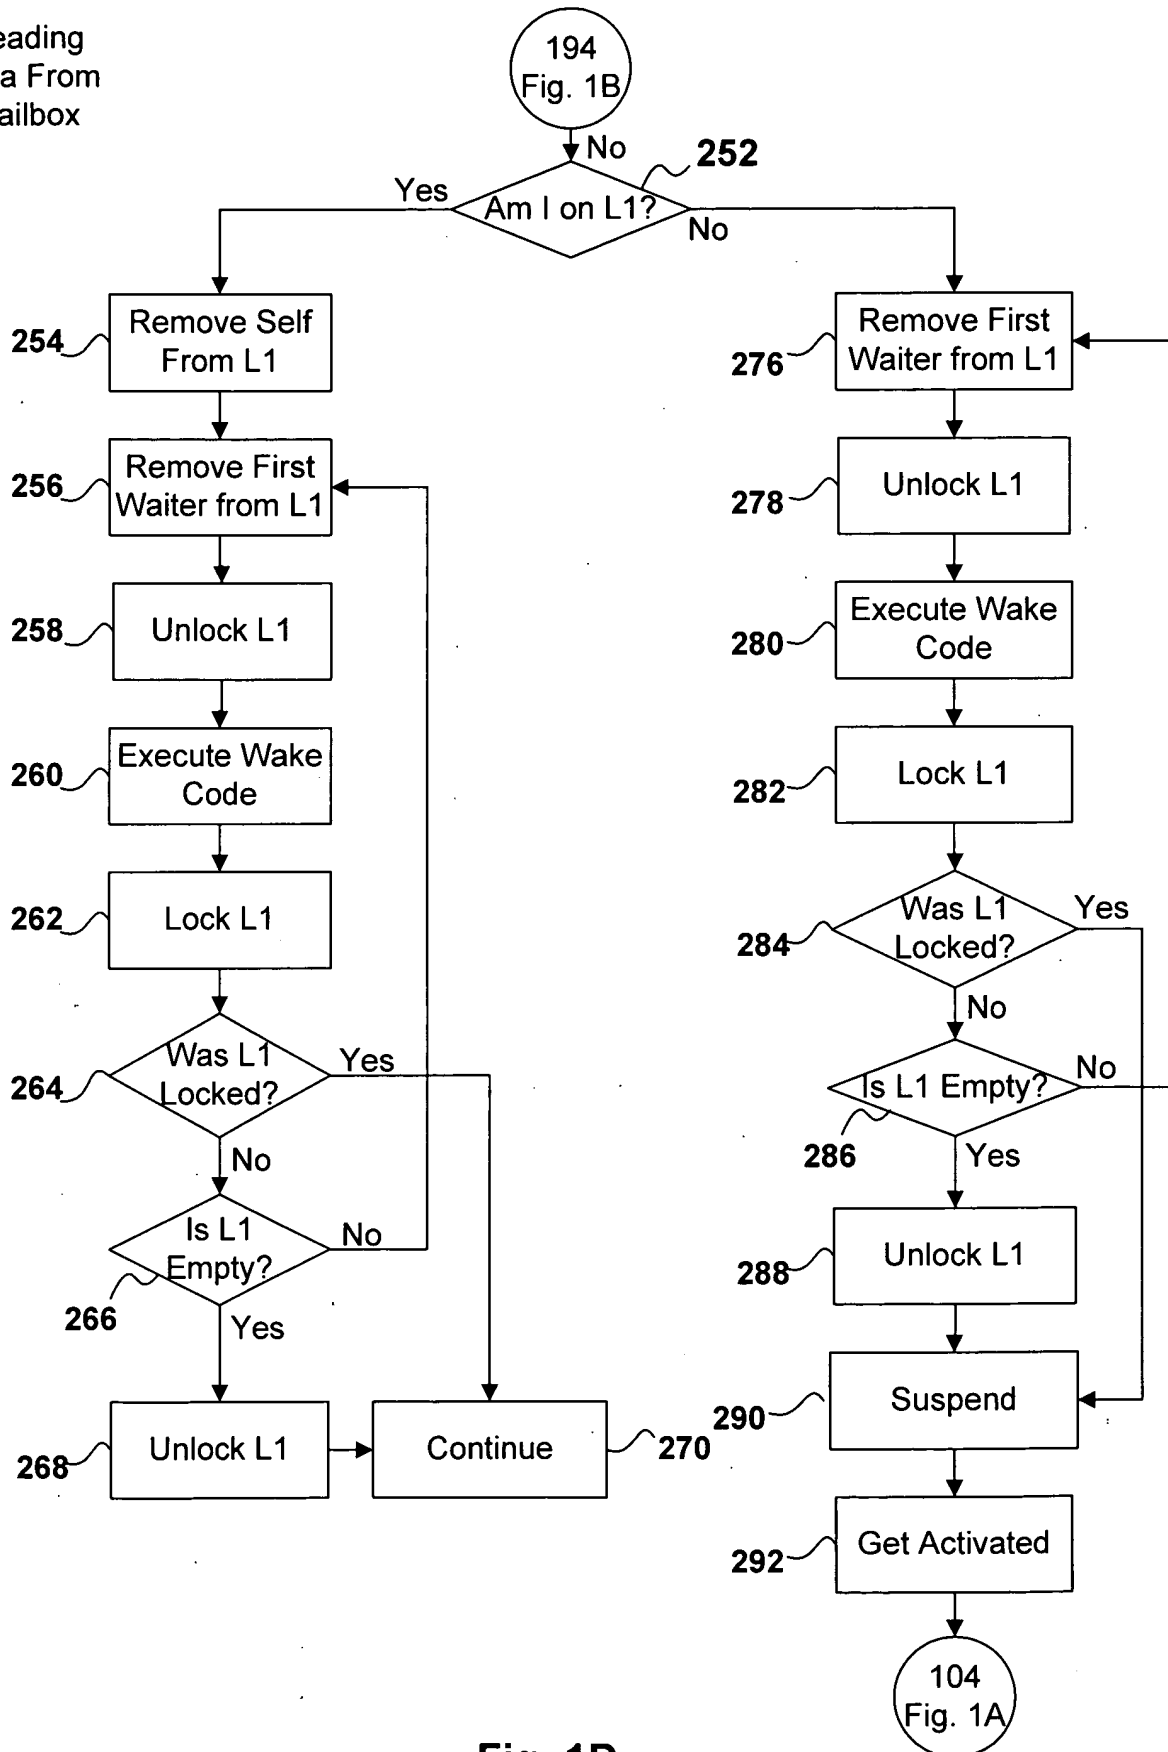 194
Fig. 1B
No
252
Yes
Am I on L1?
No
254
Remove Self
From L1
256
Remove First
Waiter from L1
258
Unlock L1
260
Execute Wake
Code
262
Lock L1
264
Was L1
Locked?
Yes
No
Is L1
Empty?
No
266
Yes
268
Unlock L1
Continue
270
276
Remove First
Waiter from L1
278
Unlock L1
280
Execute Wake
Code
282
Lock L1
284
Was L1
Locked?
Yes
No
Is L1 Empty?
No
286
Yes
288
Unlock L1
290
Suspend
292
Get Activated
104
Fig. 1A
From